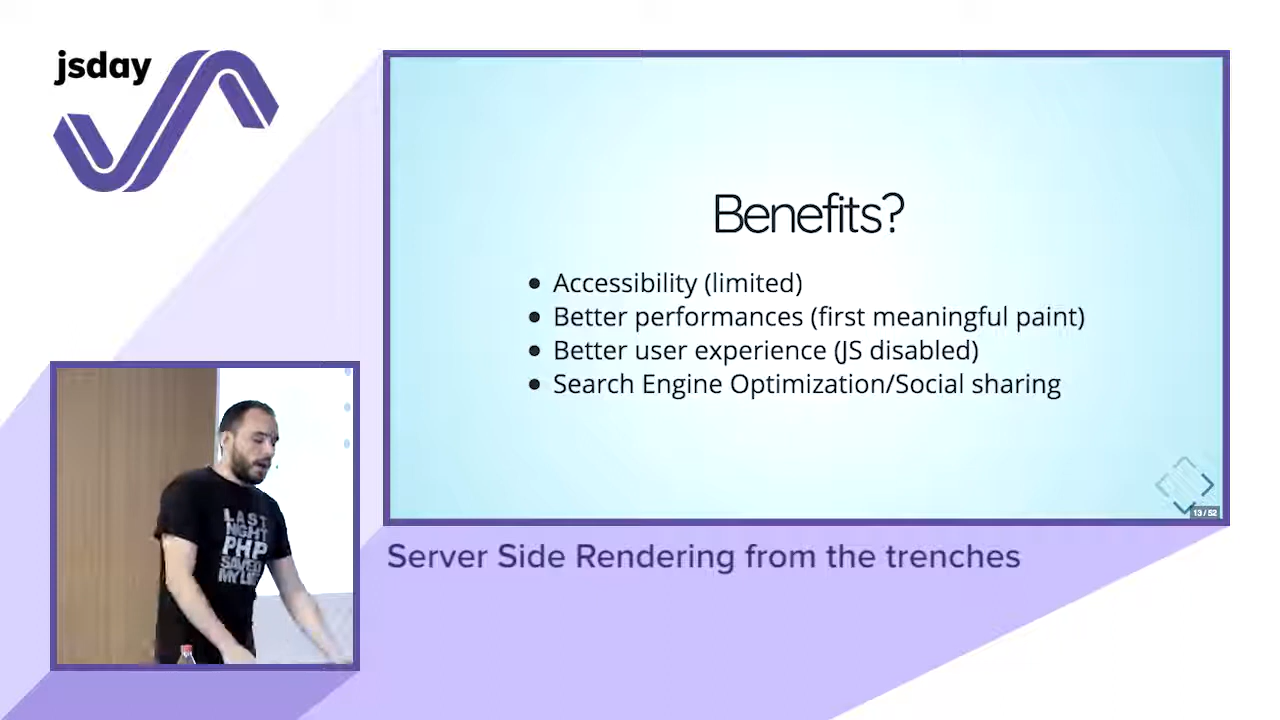 jsday
Benefits?
Accessibility (limited)
Better performances (first meaningful paint)
Better user experience (JS disabled)
Search Engine Optimization/Social sharing
13 / 52
LAST
NIGHT
PHP
SAVED
MY LIFE
Server Side Rendering from the trenches